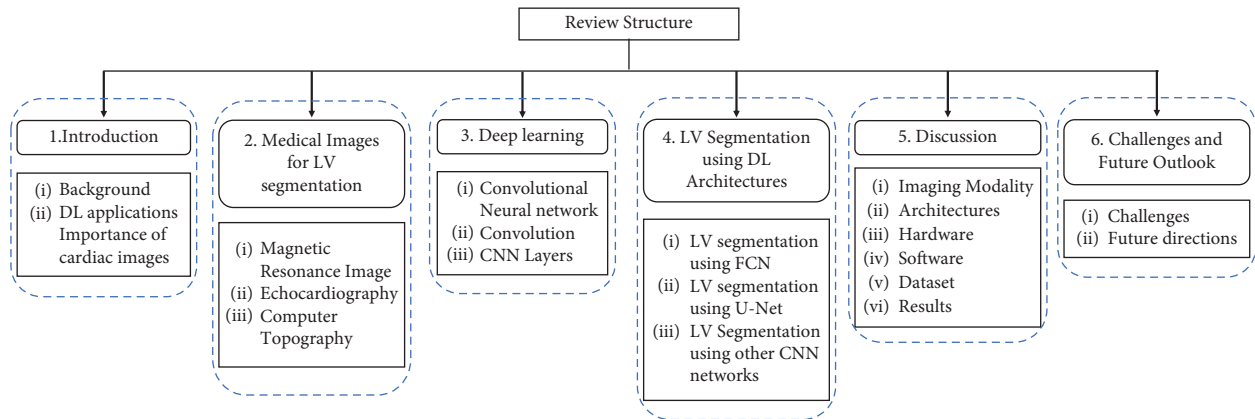 Review Structure
1.Introduction
(i) Background
(ii) DL applications
Importance of
cardiac images
2. Medical Images
for LV
segmentation
(i) Magnetic
Resonance Image
(ii) Echocardiography
(iii) Computer
Topography
3. Deep learning
(i) Convolutional
Neural network
(ii) Convolution
(iii) CNN Layers
4. LV Segmentation
using DL
Architectures
(i) LV segmentation
using FCN
(ii) LV segmentation
using U-Net
(iii) LV Segmentation
using other CNN
networks
5. Discussion
(i) Imaging Modality
(ii) Architectures
(iii) Hardware
(iv) Software
(v) Dataset
(vi) Results
6. Challenges and
Future Outlook
(i) Challenges
(ii) Future directions